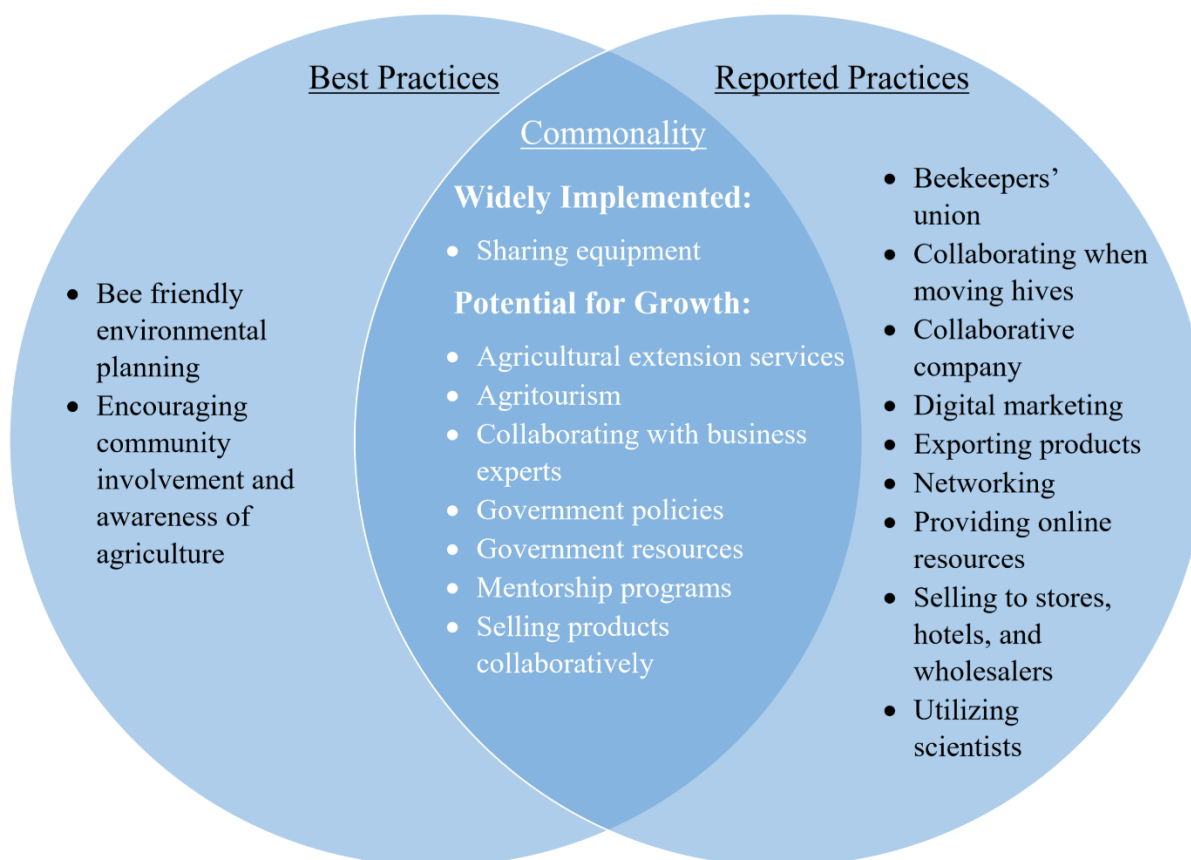 Best Practices
• Bee friendly
environmental
planning
• Encouraging
community
involvement and
awareness of
agriculture
Commonality
Widely Implemented:
• Sharing equipment
Potential for Growth:
• Agricultural extension services
• Agritourism
• Collaborating with business
experts
• Government policies
• Government resources
• Mentorship programs
• Selling products
collaboratively
Reported Practices
• Beekeepers’
union
• Collaborating when
moving hives
• Collaborative
company
• Digital marketing
• Exporting products
• Networking
• Providing online
resources
• Selling to stores,
hotels, and
wholesalers
• Utilizing
scientists